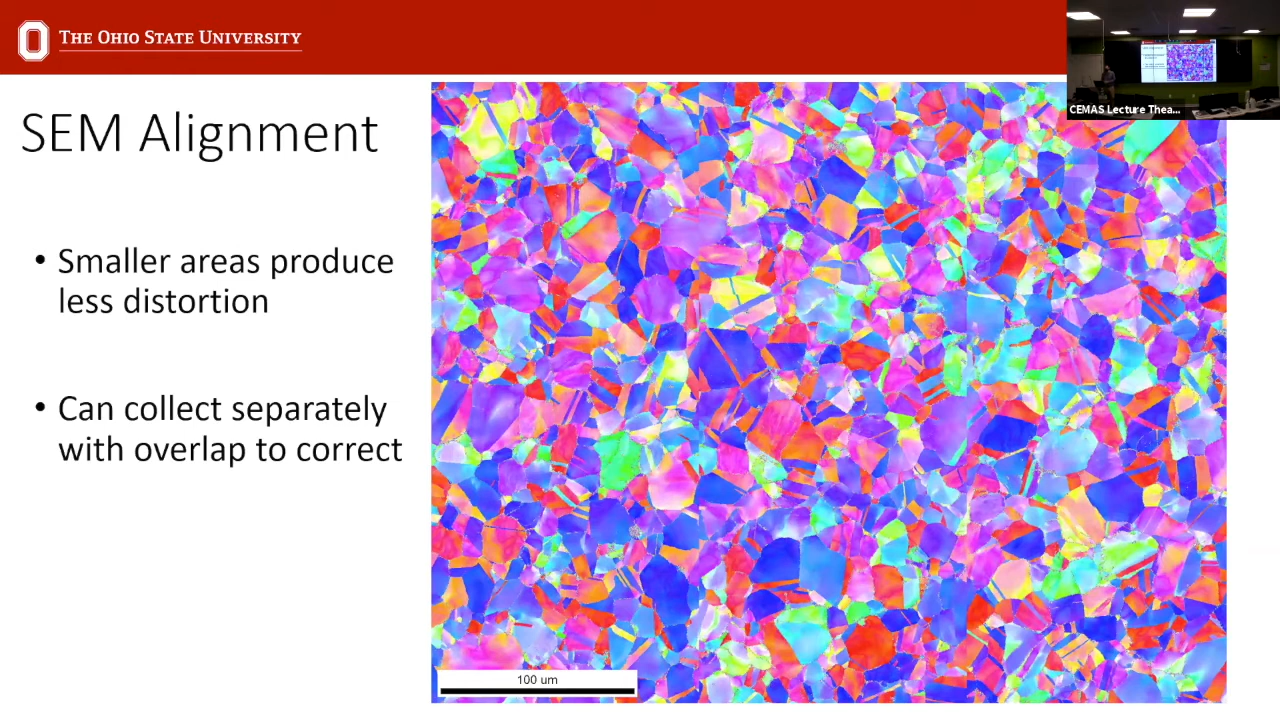 THE OHIO STATE UNIVERSITY
CEMAS Lecture Thea...
SEM Alignment
• Smaller areas produce
less distortion
• Can collect separately
with overlap to correct
100 um